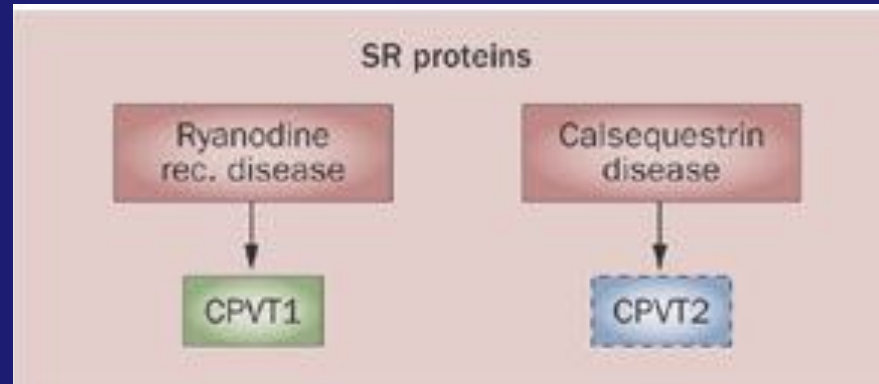 SR proteins
Ryanodine
rec. disease
Calsequestrin
disease
CPVT1
CPVT2